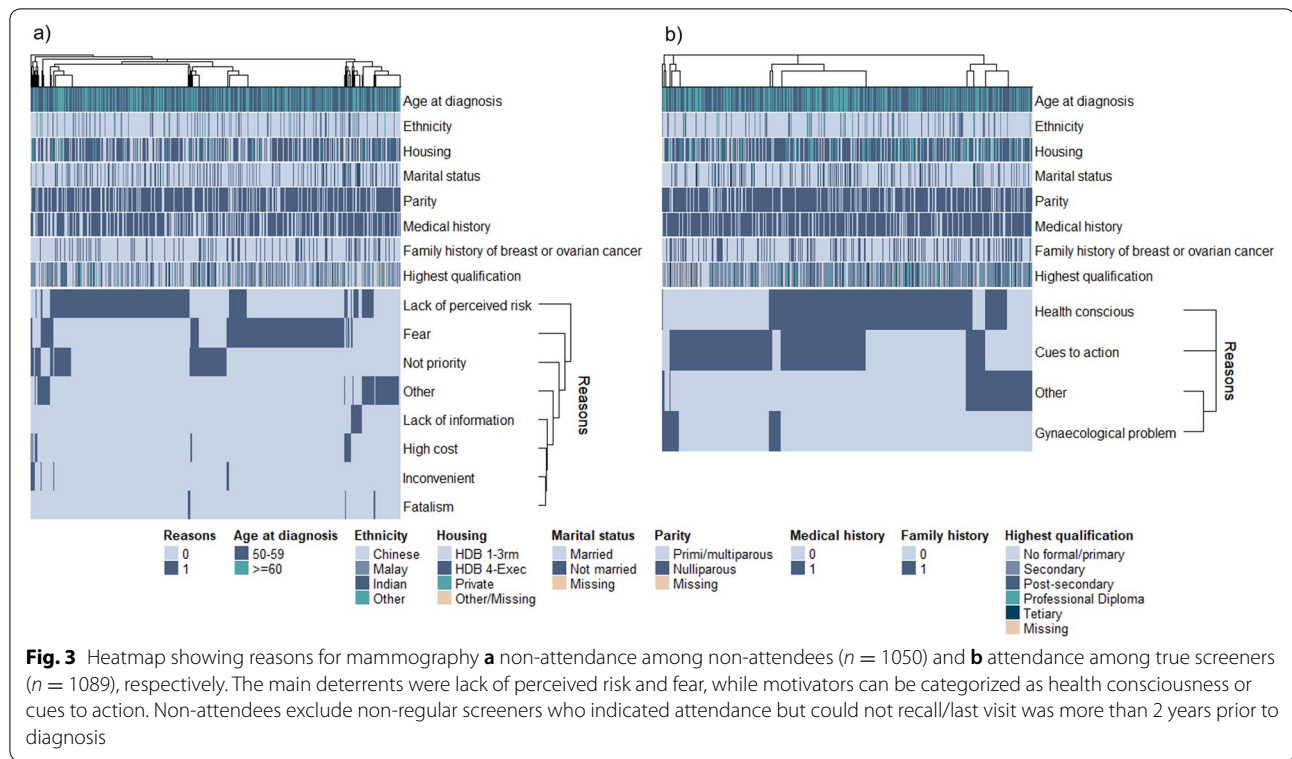 a)
b)
Age at diagnosis
Ethnicity
Housing
Marital status
Parity
Medical history
Family history of breast or ovarian cancer
Highest qualification
Lack of perceived risk
Fear
Not priority
Other
Lack of information
High cost
Inconvenient
Fatalism
Reasons
Age at diagnosis
Ethnicity
Housing
Marital status
Parity
Medical history
Family history of breast or ovarian cancer
Highest qualification
Health conscious
Cues to action
Other
Gynaecological problem
Reasons
Reasons
0
1
Age at diagnosis
50-59
>=60
Ethnicity
Chinese
Malay
Indian
Other
Housing
HDB 1-3rm
HDB 4-Exec
Private
Other/Missing
Marital status
Married
Not married
Missing
Parity
Primi/multiparous
Nulliparous
Missing
Medical history
0
1
Family history
0
1
Highest qualification
No formal/primary
Secondary
Post-secondary
Professional Diploma
Tetiary
Missing
Fig. 3 Heatmap showing reasons for mammography a non-attendance among non-attendees (n = 1050) and b attendance among true screeners
(n = 1089), respectively. The main deterrents were lack of perceived risk and fear, while motivators can be categorized as health consciousness or
cues to action. Non-attendees exclude non-regular screeners who indicated attendance but could not recall/last visit was more than 2 years prior to
diagnosis